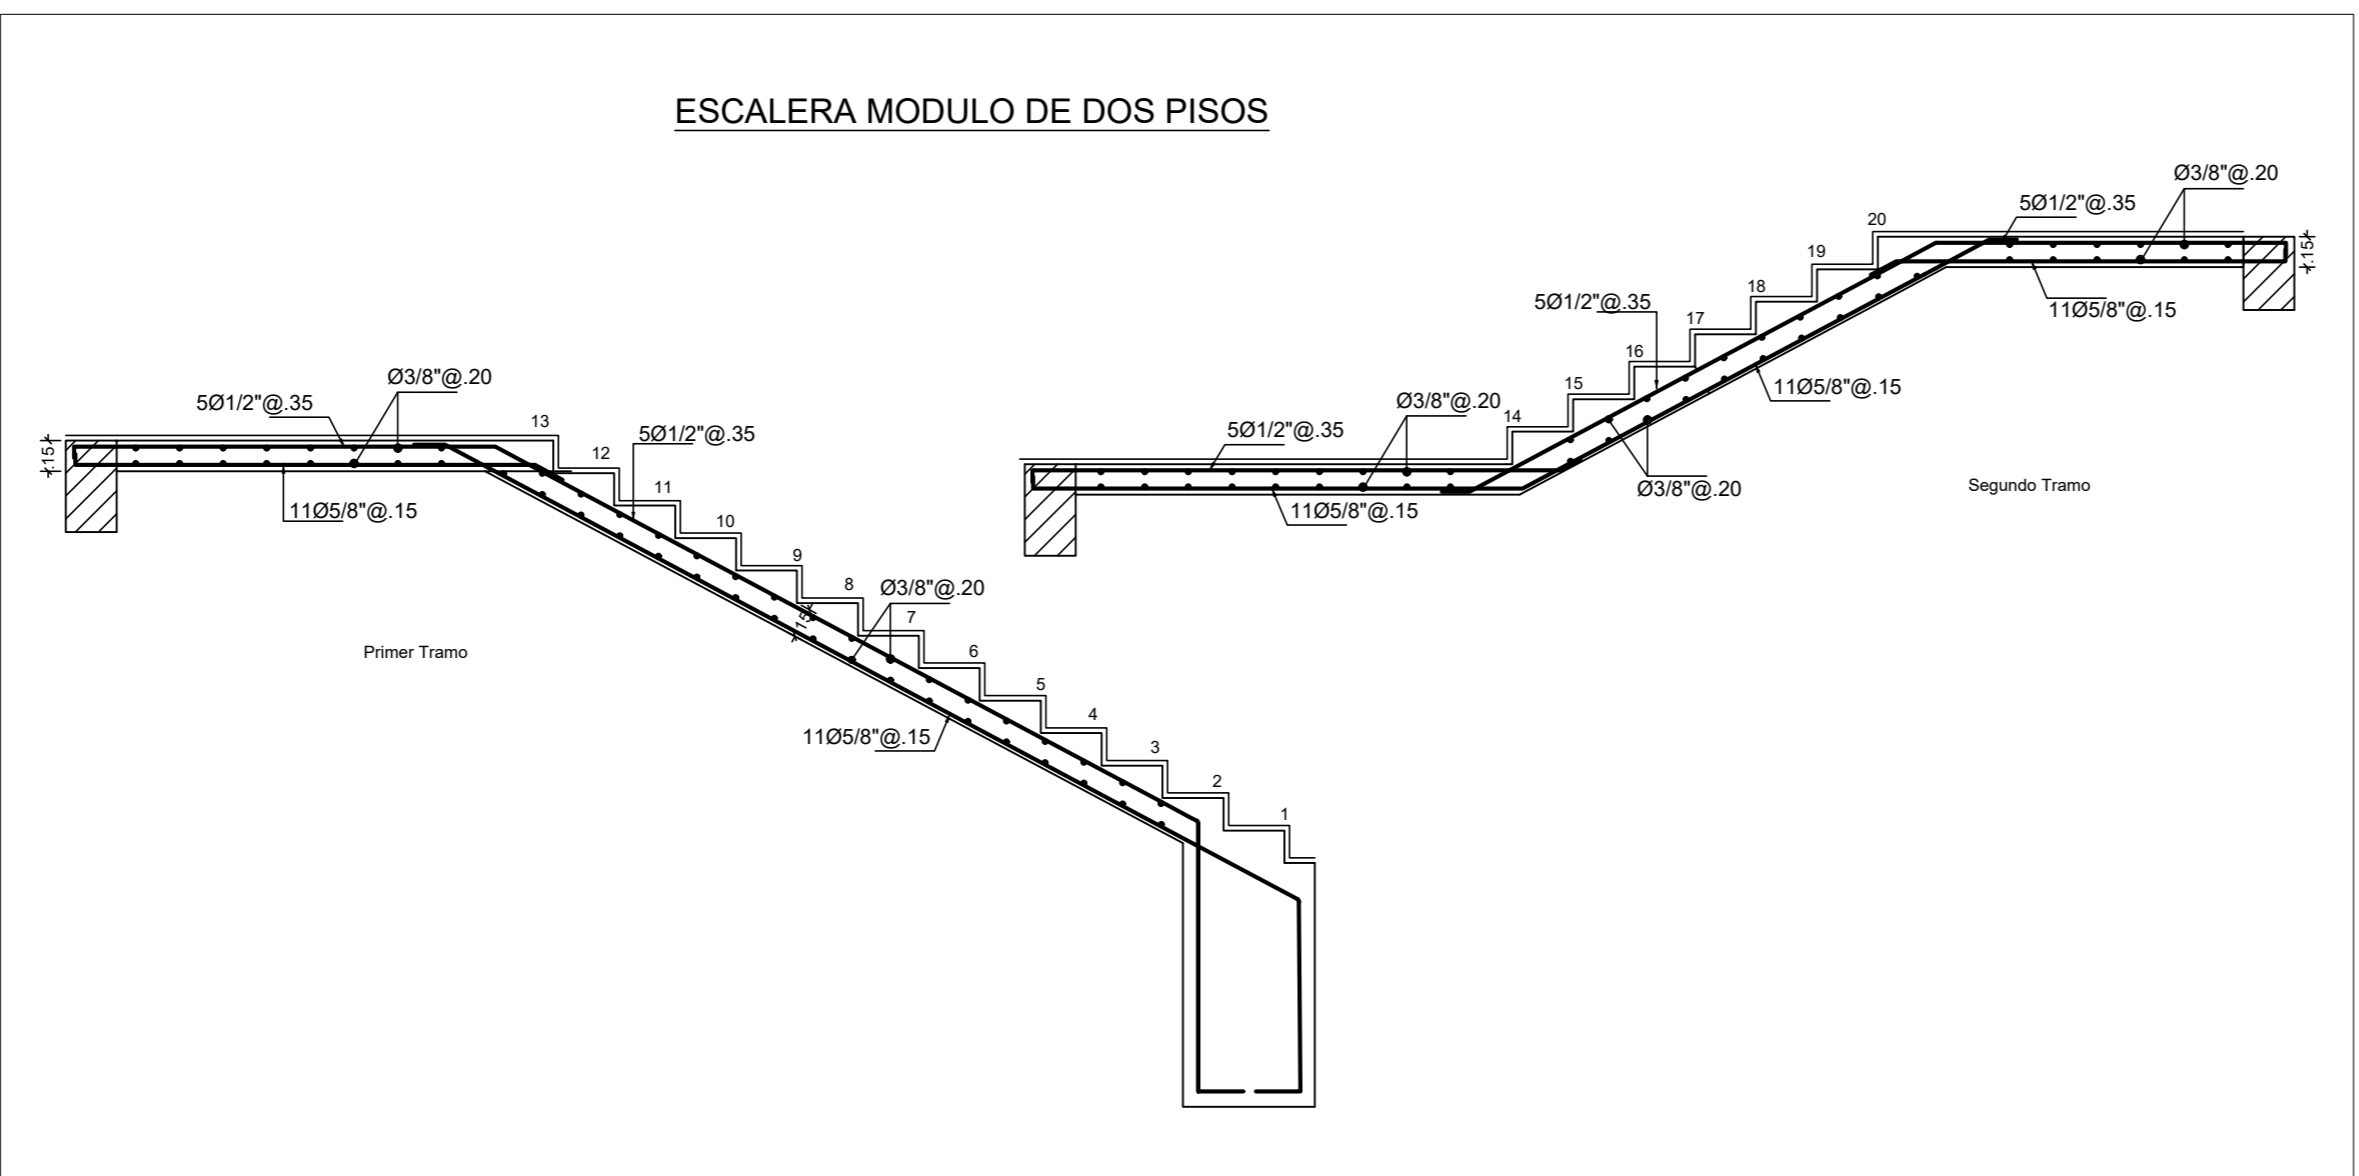 ESCALERA MODULO DE DOS PISOS
Ø3/8"@.20
5Ø1/2"@.35
.15
11Ø5/8"@.15
20
19
18
17
16
15
14
5Ø1/2"@.35
11Ø5/8"@.15
Ø3/8"@.20
5Ø1/2"@.35
Ø3/8"@.20
11Ø5/8"@.15
Segundo Tramo
Ø3/8"@.20
5Ø1/2"@.35
.15
11Ø5/8"@.15
5Ø1/2"@.35
13
12
11
10
9
8
7
6
5
4
3
2
1
Ø3/8"@.20
.15
11Ø5/8"@.15
Primer Tramo